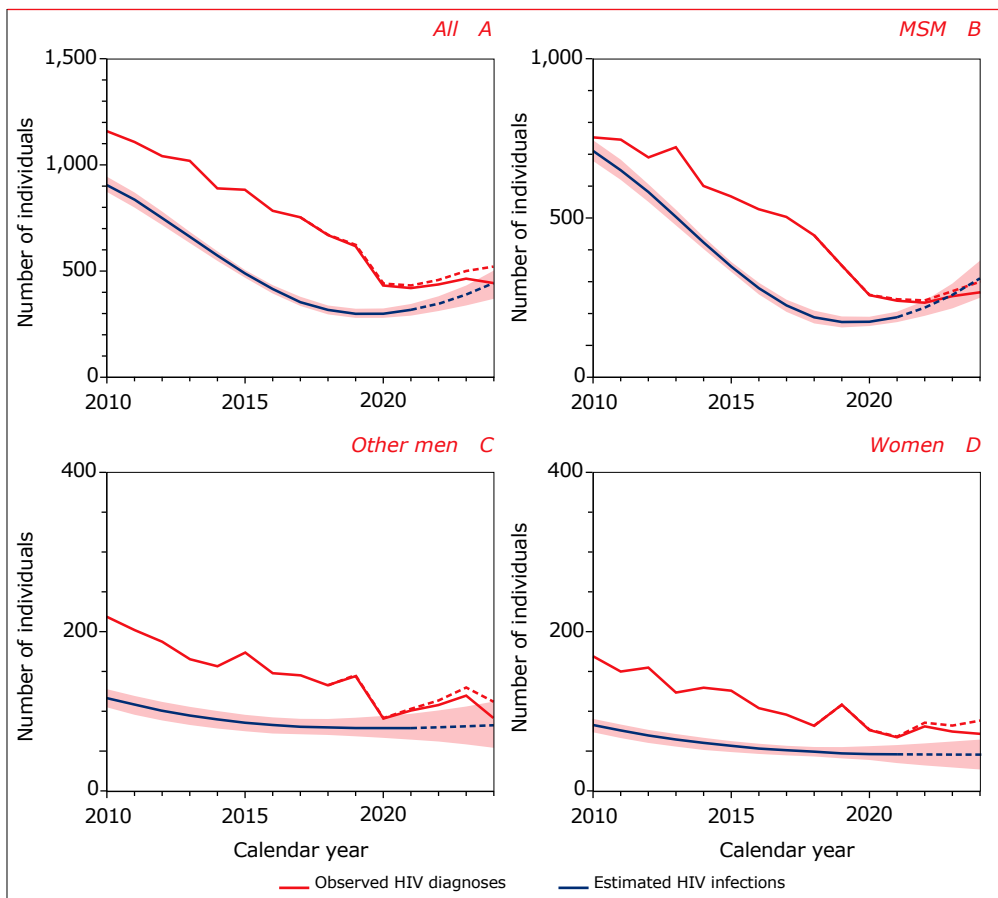 All A
Number of individuals
1,500
1,000
500
0
2010
2015
2020
MSM B
Number of individuals
1,000
500
0
2010
2015
2020
Other men C
Number of individuals
400
200
0
2010
2015
2020
Calendar year
Women D
Number of individuals
400
200
0
2010
2015
2020
Calendar year
Observed HIV diagnoses
Estimated HIV infections